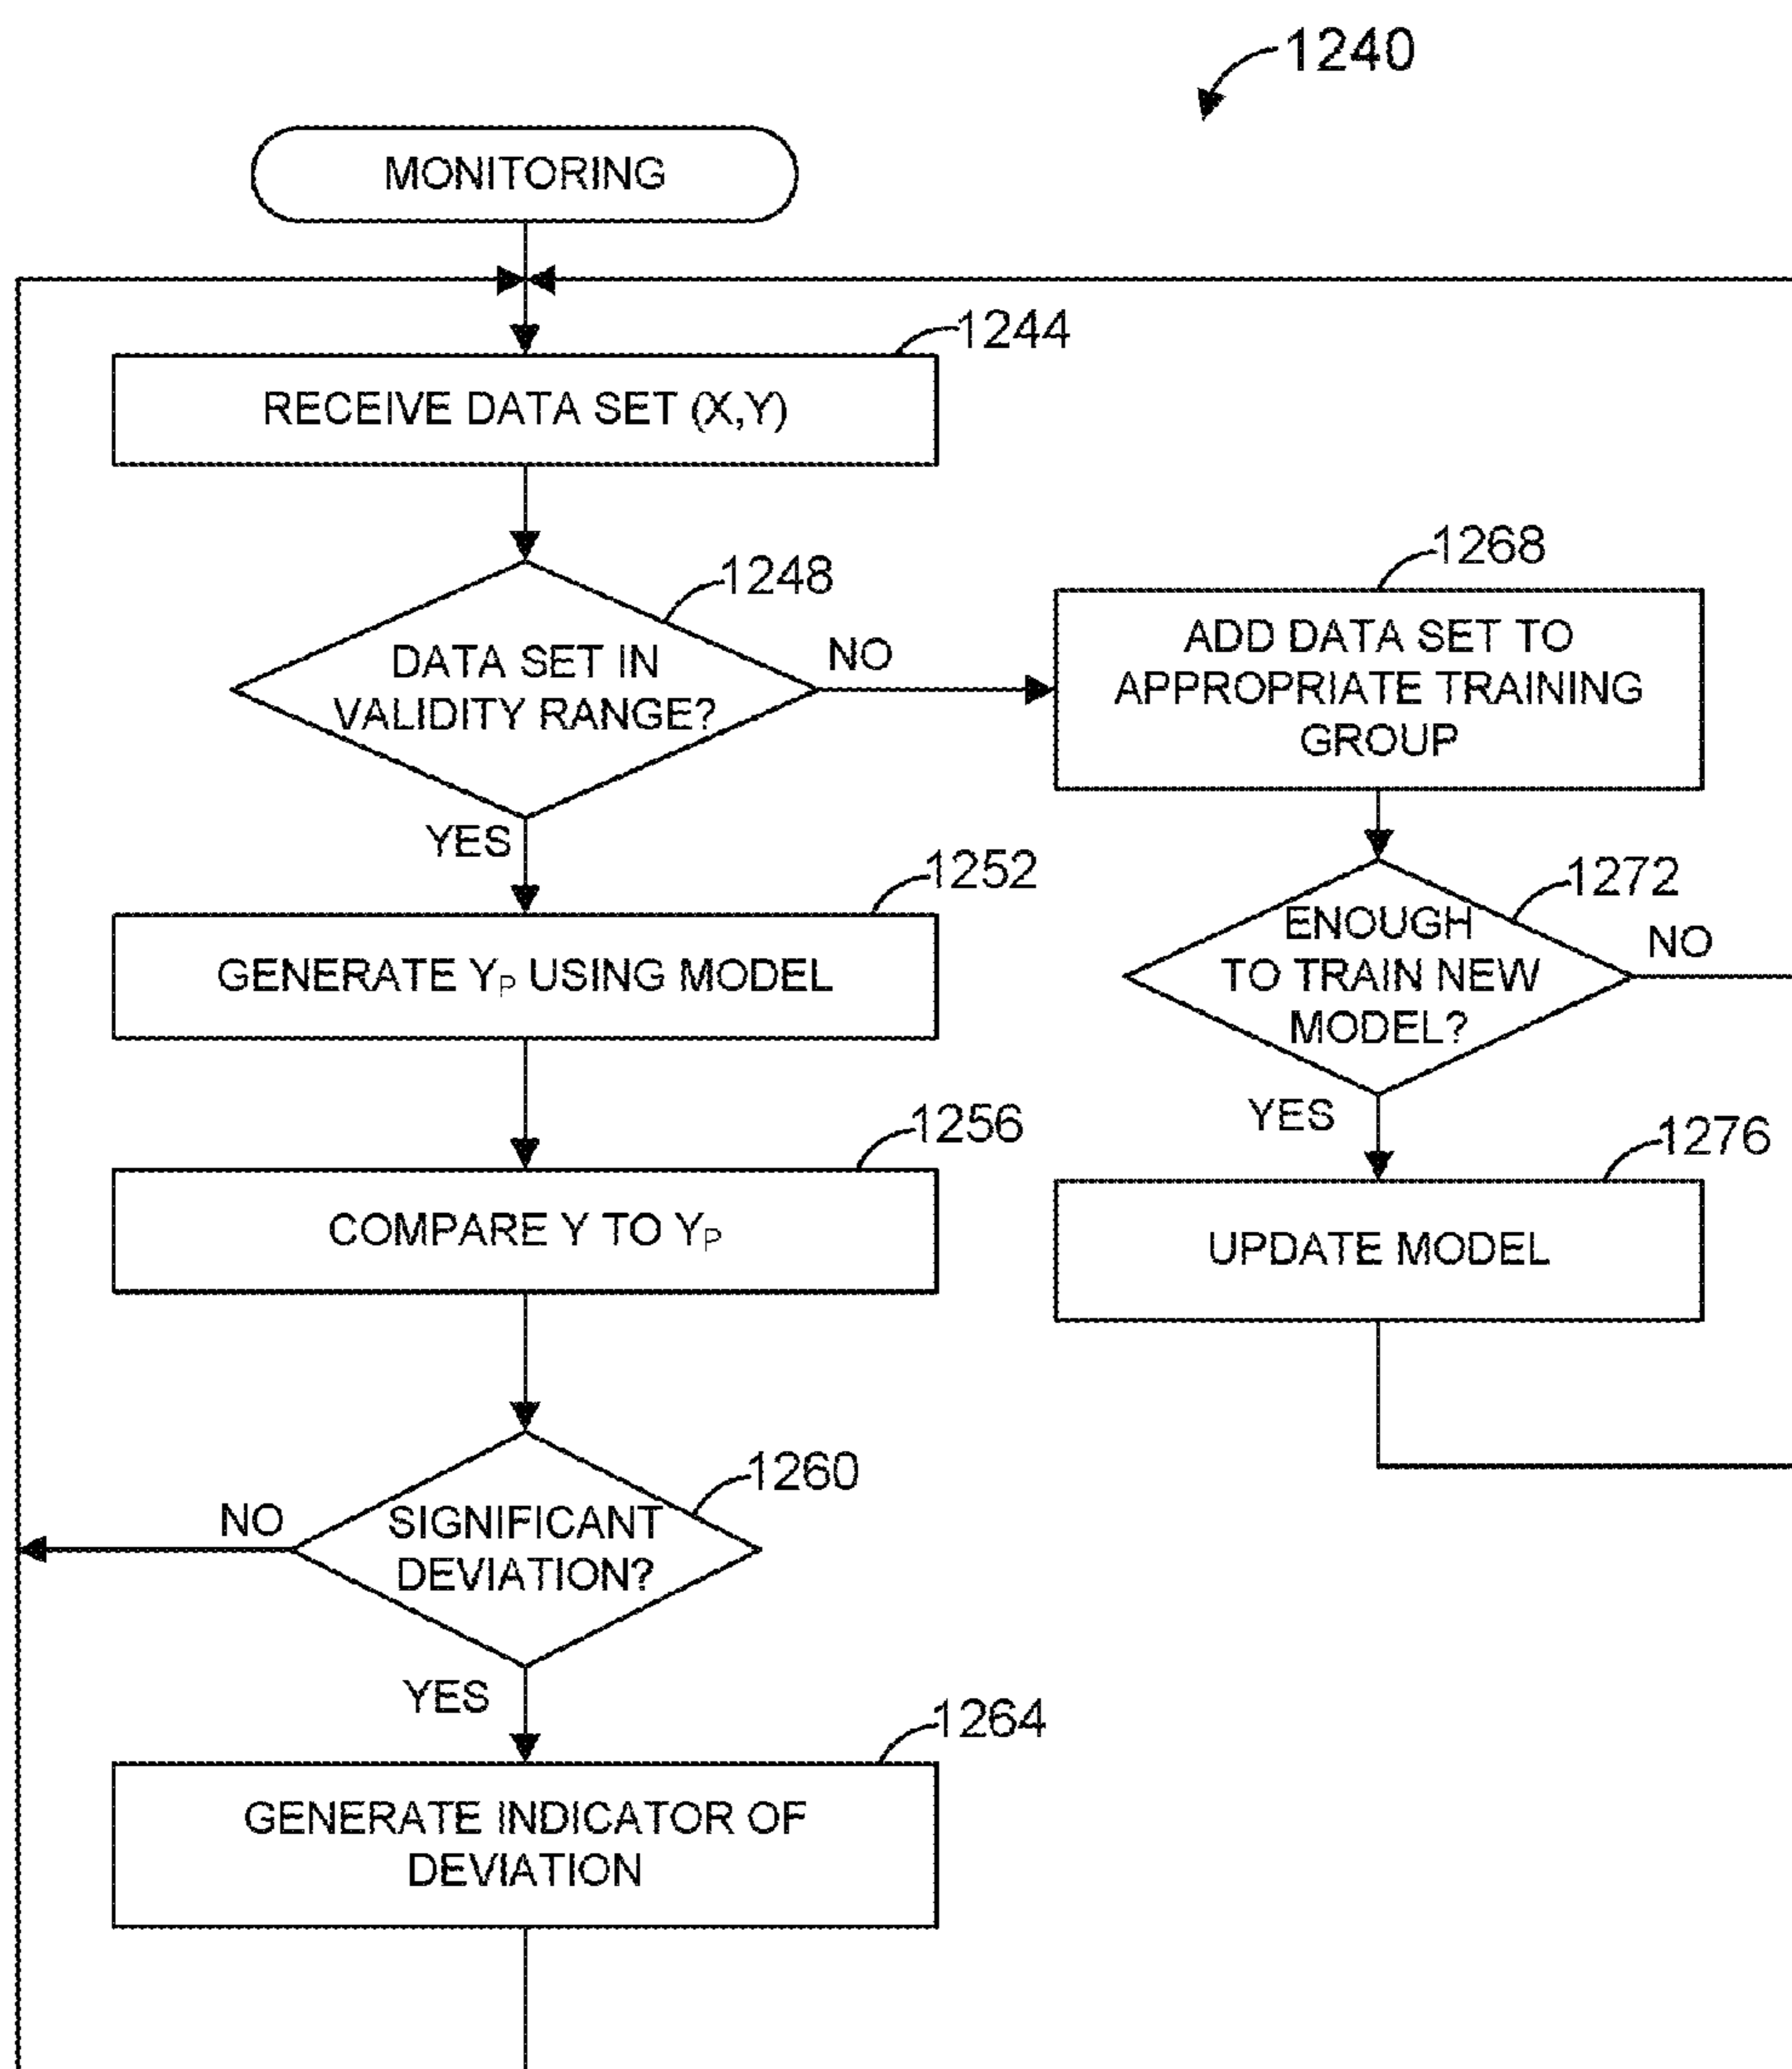 1240
MONITORING
1244
RECEIVE DATA SET (X,Y)
1248
DATA SET IN
VALIDITY RANGE?
NO
YES
1252
GENERATE YP USING MODEL
1256
COMPARE Y TO YP
1260
SIGNIFICANT
DEVIATION?
NO
YES
1264
GENERATE INDICATOR OF
DEVIATION
1268
ADD DATA SET TO
APPROPRIATE TRAINING
GROUP
1272
ENOUGH
TO TRAIN NEW
MODEL?
NO
YES
1276
UPDATE MODEL